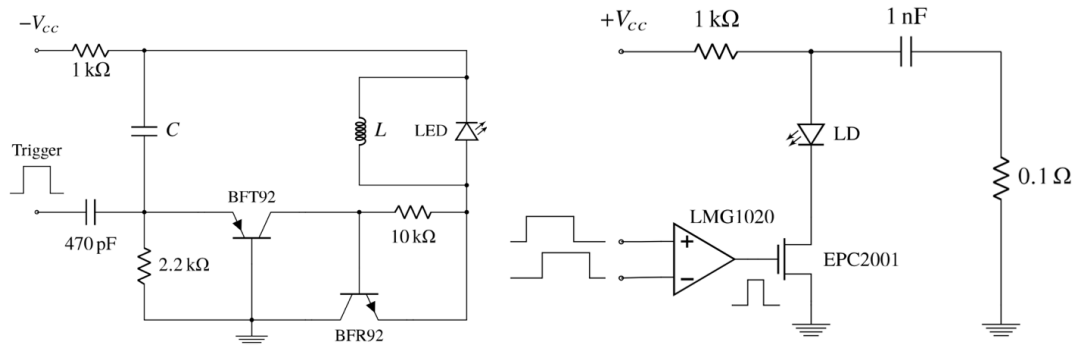 −Vcc
1 kΩ
C
L
LED
Trigger
BFT92
470 pF
2.2 kΩ
10 kΩ
BFR92
+Vcc
1 kΩ
1 nF
LD
0.1 Ω
LMG1020
+
−
EPC2001